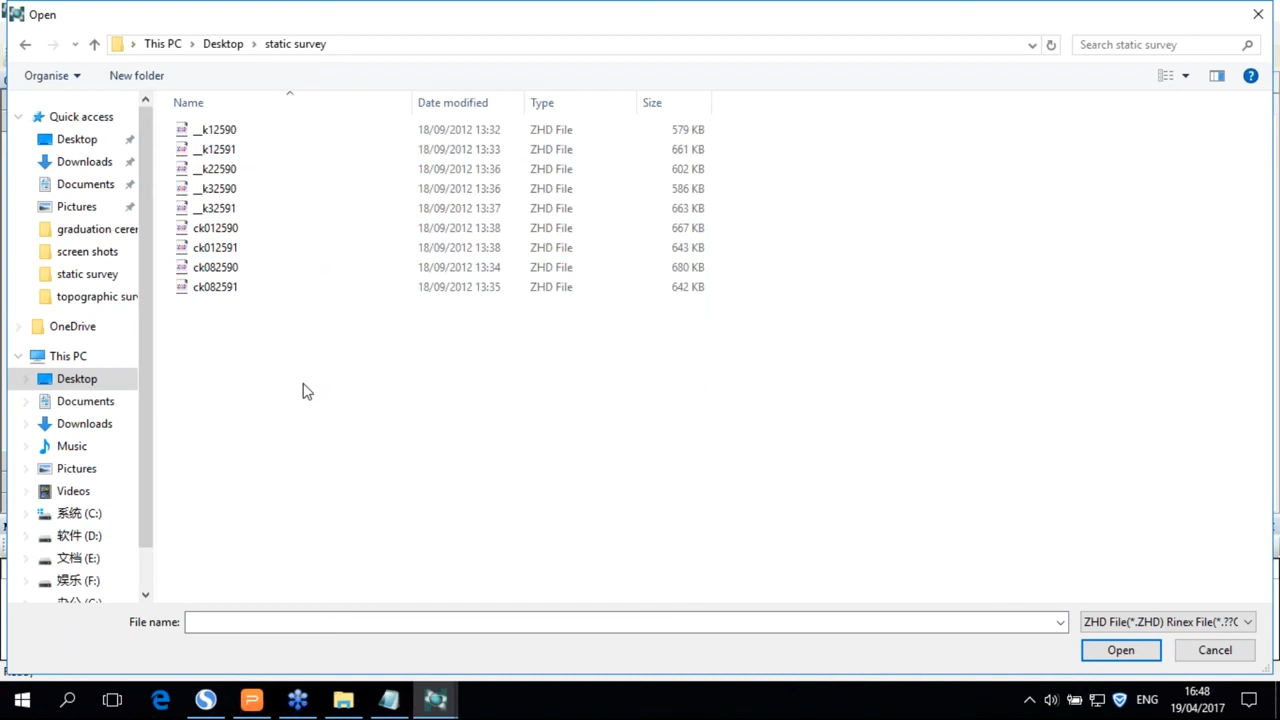 Open
This PC > Desktop > static survey
Search static survey
Organise
New folder
Name
Date modified
Type
Size
Quick access
Desktop
Downloads
Documents
Pictures
graduation cerer
screen shots
static survey
topographic sur
OneDrive
This PC
Desktop
Documents
Downloads
Music
Pictures
Videos
系统 (C:)
软件 (D:)
文档 (E:)
娱乐 (F:)
__k12590 18/09/2012 13:32 ZHD File 579 KB
__k12591 18/09/2012 13:33 ZHD File 661 KB
__k22590 18/09/2012 13:36 ZHD File 602 KB
__k32590 18/09/2012 13:36 ZHD File 586 KB
__k32591 18/09/2012 13:37 ZHD File 663 KB
ck012590 18/09/2012 13:38 ZHD File 667 KB
ck012591 18/09/2012 13:38 ZHD File 643 KB
ck082590 18/09/2012 13:34 ZHD File 680 KB
ck082591 18/09/2012 13:35 ZHD File 642 KB
File name:
ZHD File(*.ZHD) Rinex File(*.??O
Open
Cancel
ENG
16:48
19/04/2017